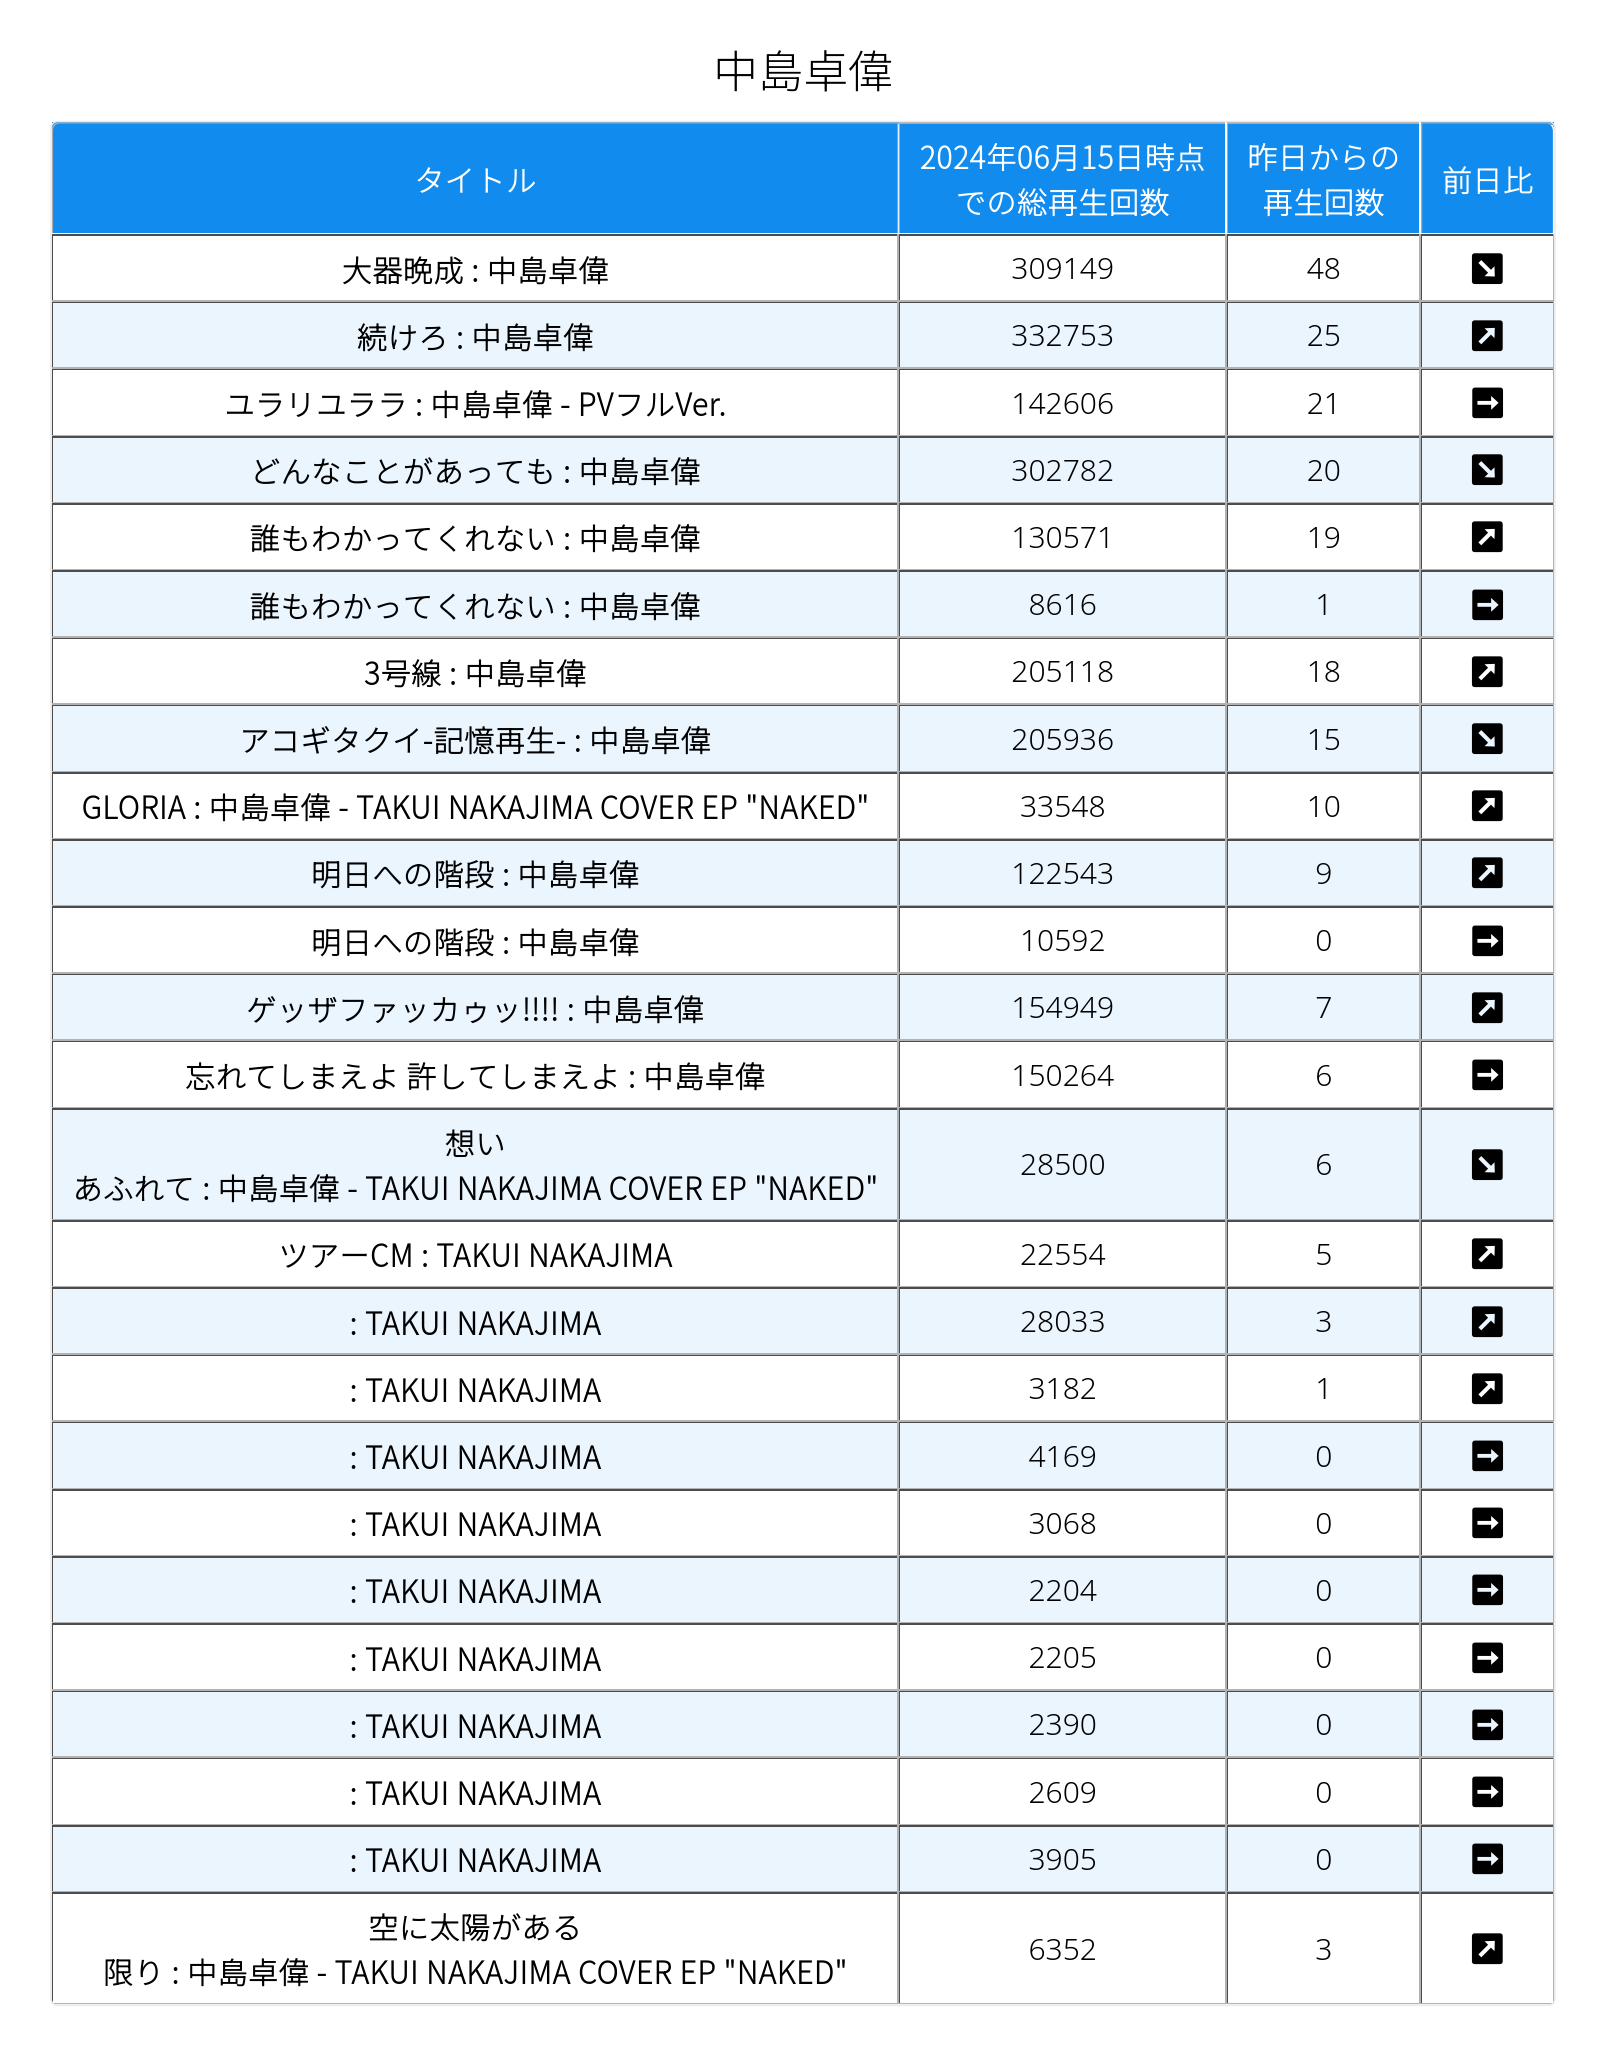 中島卓偉
タイトル 2024年06月15日時点での総再生回数 昨日からの再生回数 前日比
大器晩成 : 中島卓偉 309149 48 ↘
続けろ : 中島卓偉 332753 25 ↗
ユラリユララ : 中島卓偉 - PVフルVer. 142606 21 →
どんなことがあっても : 中島卓偉 302782 20 ↘
誰もわかってくれない : 中島卓偉 130571 19 ↗
誰もわかってくれない : 中島卓偉 8616 1 →
3号線 : 中島卓偉 205118 18 ↗
アコギタクイ-記憶再生- : 中島卓偉 205936 15 ↘
GLORIA : 中島卓偉 - TAKUI NAKAJIMA COVER EP "NAKED" 33548 10 ↗
明日への階段 : 中島卓偉 122543 9 ↗
明日への階段 : 中島卓偉 10592 0 →
ゲッザファッカゥッ!!!! : 中島卓偉 154949 7 ↗
忘れてしまえよ 許してしまえよ : 中島卓偉 150264 6 →
想い
あふれて : 中島卓偉 - TAKUI NAKAJIMA COVER EP "NAKED" 28500 6 ↘
ツアーCM : TAKUI NAKAJIMA 22554 5 ↗
: TAKUI NAKAJIMA 28033 3 ↗
: TAKUI NAKAJIMA 3182 1 ↗
: TAKUI NAKAJIMA 4169 0 →
: TAKUI NAKAJIMA 3068 0 →
: TAKUI NAKAJIMA 2204 0 →
: TAKUI NAKAJIMA 2205 0 →
: TAKUI NAKAJIMA 2390 0 →
: TAKUI NAKAJIMA 2609 0 →
: TAKUI NAKAJIMA 3905 0 →
空に太陽がある
限り : 中島卓偉 - TAKUI NAKAJIMA COVER EP "NAKED" 6352 3 ↗